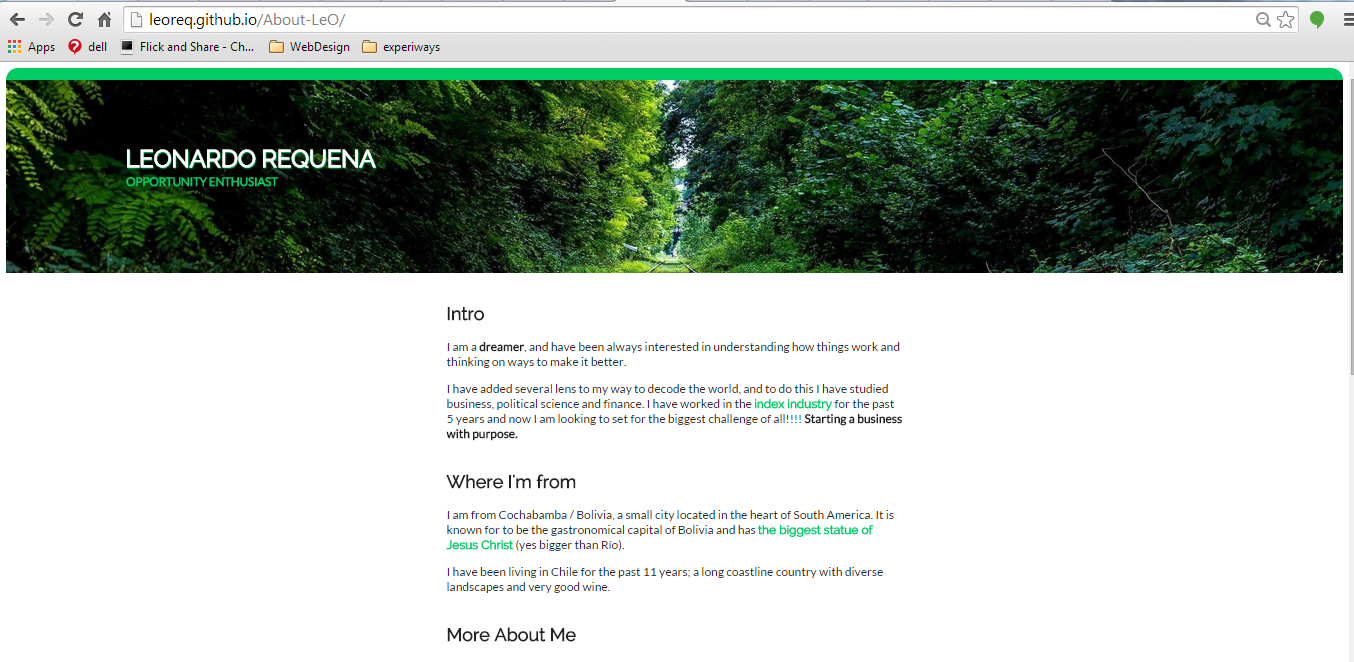 leoreq.github.io/About-LeO/
Apps dell Flick and Share - Ch... WebDesign experiways
LEONARDO REQUENA
OPPORTUNITY ENTHUSIAST
Intro
I am a dreamer, and have been always interested in understanding how things work and
thinking on ways to make it better.
I have added several lens to my way to decode the world, and to do this I have studied
business, political science and finance. I have worked in the index industry for the past
5 years and now I am looking to set for the biggest challenge of all!!!! Starting a business
with purpose.
Where I'm from
I am from Cochabamba / Bolivia, a small city located in the heart of South America. It is
known for to be the gastronomical capital of Bolivia and has the biggest statue of
Jesus Christ (yes bigger than Río).
I have been living in Chile for the past 11 years; a long coastline country with diverse
landscapes and very good wine.
More About Me